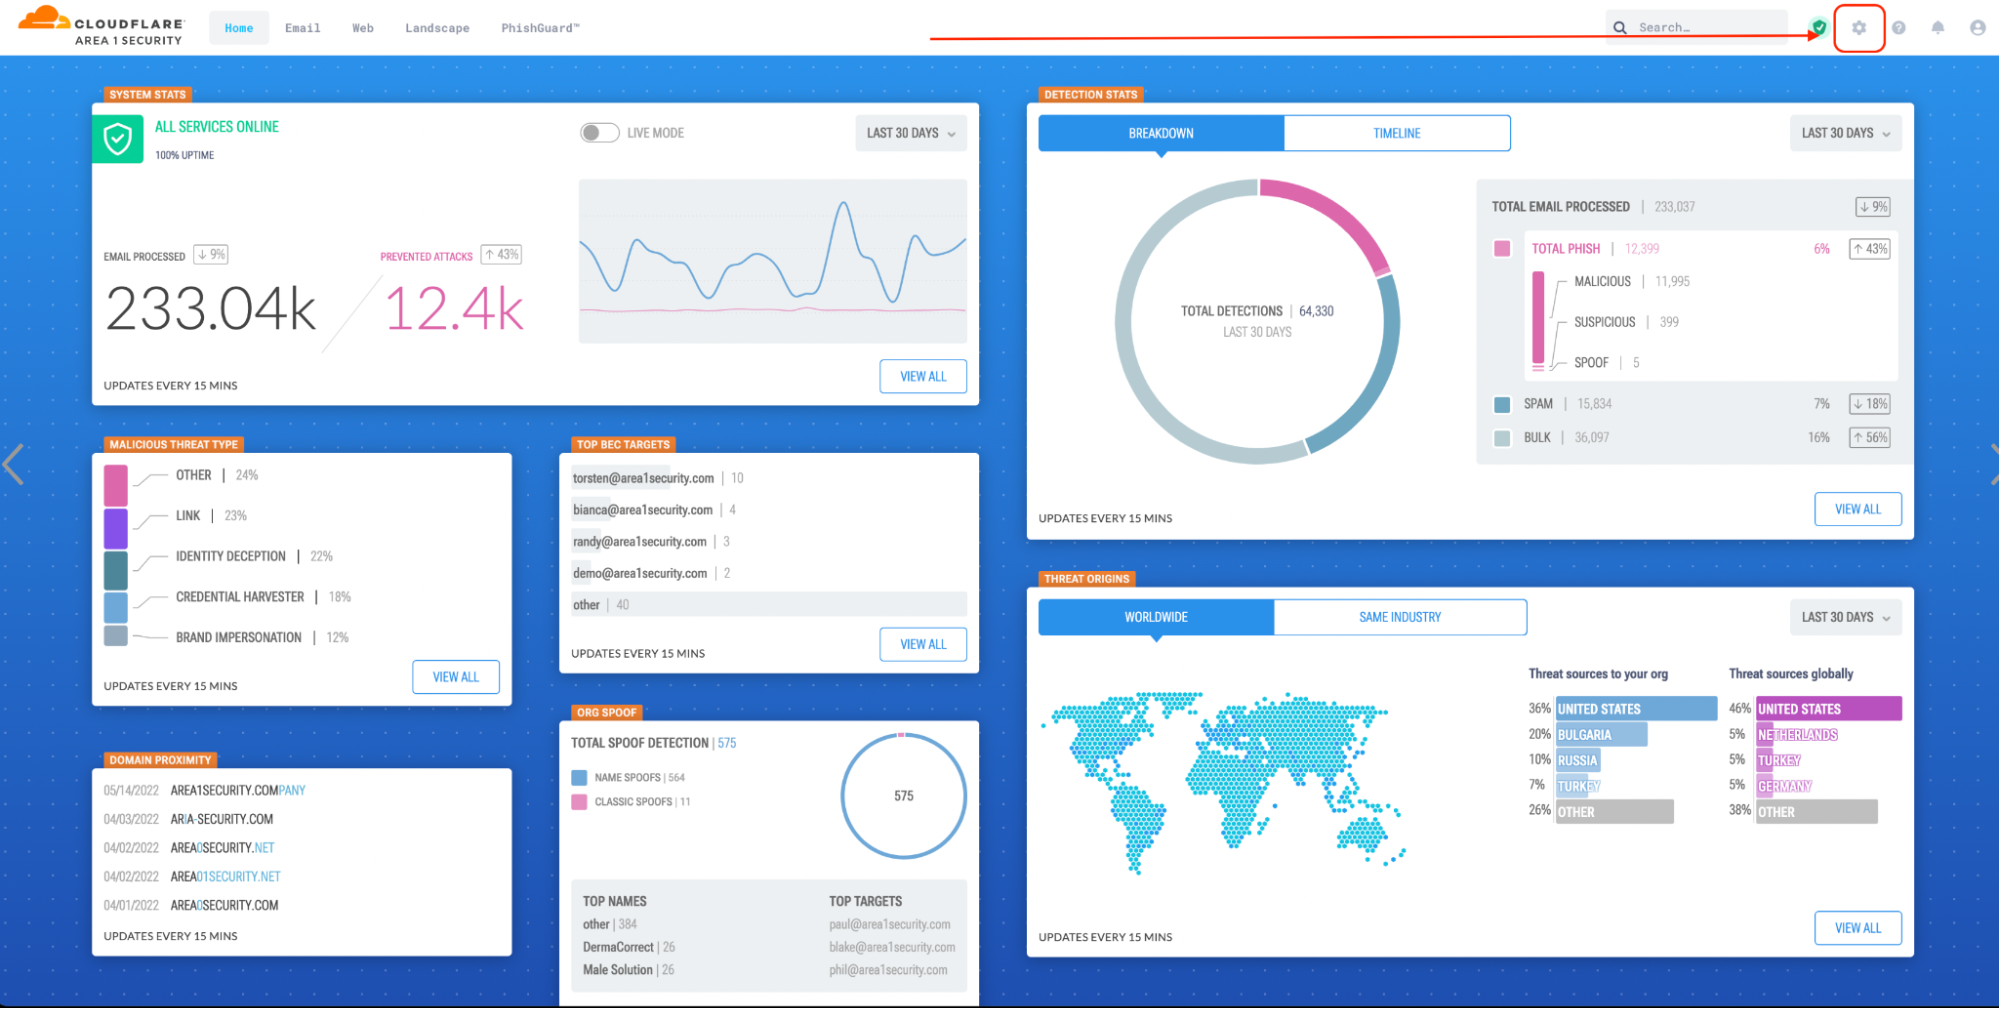 CLOUDFLARE
AREA 1 SECURITY
Home Email Web Landscape PhishGuard™
Search…
SYSTEM STATS
ALL SERVICES ONLINE
100% UPTIME
LIVE MODE
LAST 30 DAYS
EMAIL PROCESSED ↓ 9%
PREVENTED ATTACKS ↑ 43%
233.04k
12.4k
UPDATES EVERY 15 MINS
VIEW ALL
DETECTION STATS
BREAKDOWN TIMELINE
LAST 30 DAYS
TOTAL DETECTIONS | 64,330
LAST 30 DAYS
TOTAL EMAIL PROCESSED | 233,037 ↓ 9%
TOTAL PHISH | 12,399 6% ↑ 43%
MALICIOUS | 11,995
SUSPICIOUS | 399
SPOOF | 5
SPAM | 15,834 7% ↓ 18%
BULK | 36,097 16% ↑ 56%
UPDATES EVERY 15 MINS
VIEW ALL
MALICIOUS THREAT TYPE
OTHER | 24%
LINK | 23%
IDENTITY DECEPTION | 22%
CREDENTIAL HARVESTER | 18%
BRAND IMPERSONATION | 12%
UPDATES EVERY 15 MINS
VIEW ALL
TOP BEC TARGETS
torsten@area1security.com | 10
bianca@area1security.com | 4
randy@area1security.com | 3
demo@area1security.com | 2
other | 40
UPDATES EVERY 15 MINS
VIEW ALL
THREAT ORIGINS
WORLDWIDE SAME INDUSTRY
LAST 30 DAYS
Threat sources to your org
36% UNITED STATES
20% BULGARIA
10% RUSSIA
7% TURKEY
26% OTHER
Threat sources globally
46% UNITED STATES
5% NETHERLANDS
5% TURKEY
5% GERMANY
38% OTHER
UPDATES EVERY 15 MINS
VIEW ALL
DOMAIN PROXIMITY
05/14/2022 AREA1SECURITY.COMPANY
04/03/2022 ARIA-SECURITY.COM
04/02/2022 AREA0SECURITY.NET
04/02/2022 AREA01SECURITY.NET
04/01/2022 AREA0SECURITY.COM
UPDATES EVERY 15 MINS
ORG SPOOF
TOTAL SPOOF DETECTION | 575
NAME SPOOFS | 564
CLASSIC SPOOFS | 11
575
TOP NAMES
other | 384
DermaCorrect | 26
Male Solution | 26
TOP TARGETS
paul@area1security.com
blake@area1security.com
phil@area1security.com